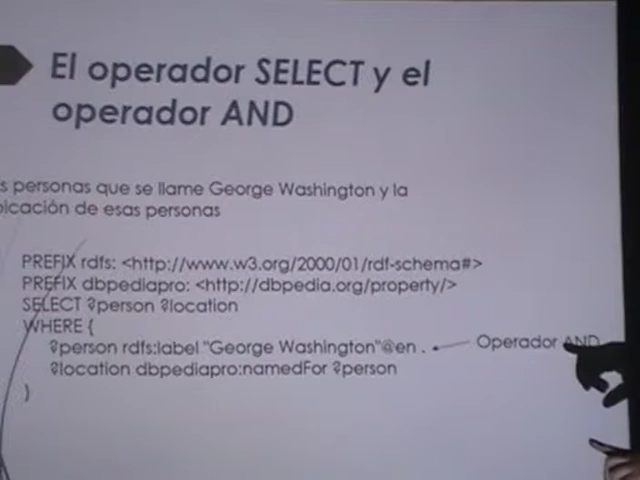 El operador SELECT y el
operador AND
s personas que se llame George Washington y la
bicación de esas personas
PREFIX rdfs: <http://www.w3.org/2000/01/rdf-schema#>
PREFIX dbpediapro: <http://dbpedia.org/property/>
SELECT ?person ?location
WHERE {
?person rdfs:label "George Washington"@en . Operador AND
?location dbpediapro:namedFor ?person
}